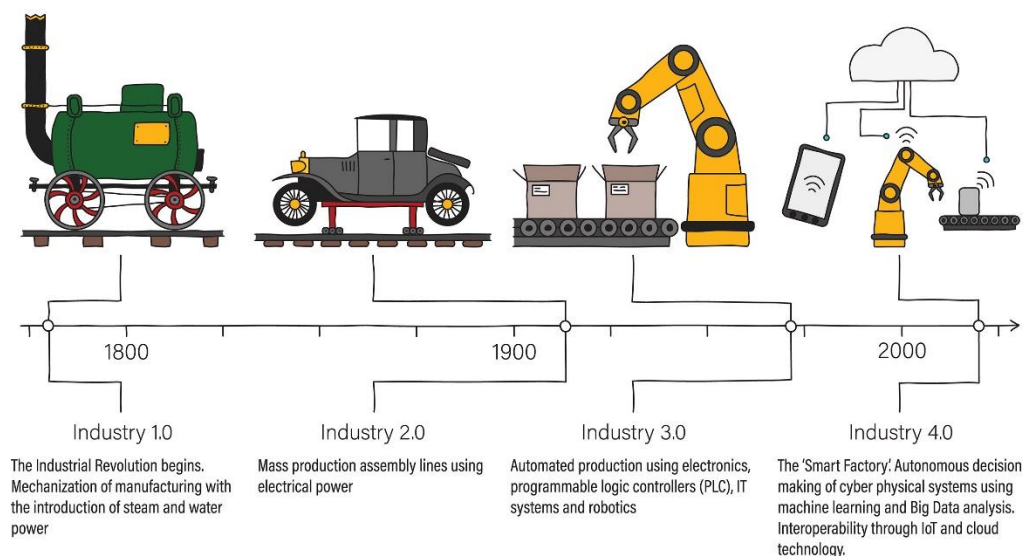 1800
1900
2000
Industry 1.0
The Industrial Revolution begins.
Mechanization of manufacturing with
the introduction of steam and water
power
Industry 2.0
Mass production assembly lines using
electrical power
Industry 3.0
Automated production using electronics,
programmable logic controllers (PLC), IT
systems and robotics
Industry 4.0
The ‘Smart Factory’. Autonomous decision
making of cyber physical systems using
machine learning and Big Data analysis.
Interoperability through IoT and cloud
technology.